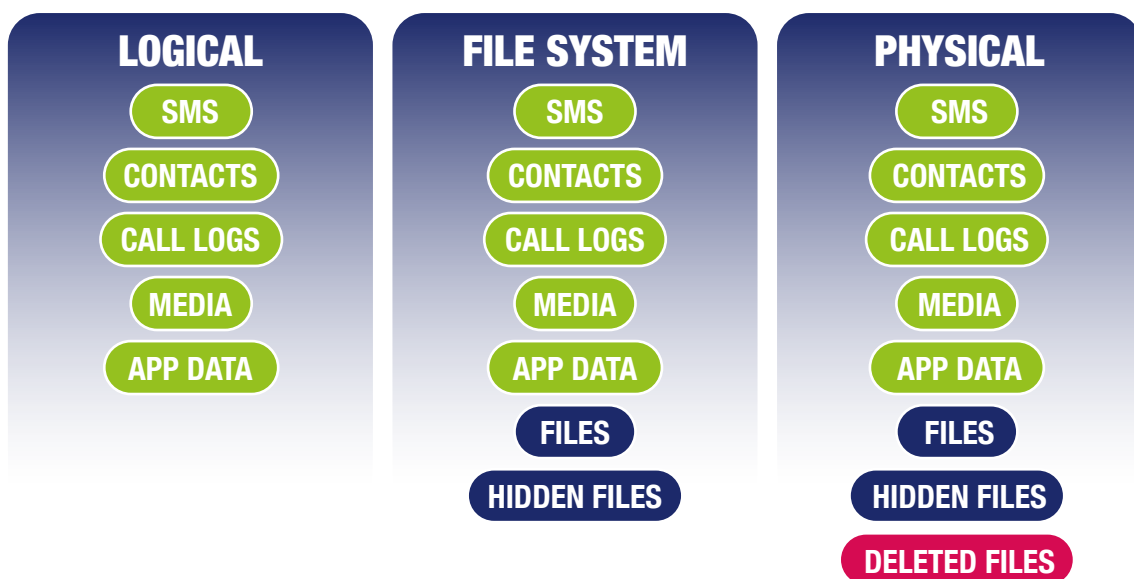 LOGICAL
SMS
CONTACTS
CALL LOGS
MEDIA
APP DATA
FILE SYSTEM
SMS
CONTACTS
CALL LOGS
MEDIA
APP DATA
FILES
HIDDEN FILES
PHYSICAL
SMS
CONTACTS
CALL LOGS
MEDIA
APP DATA
FILES
HIDDEN FILES
DELETED FILES